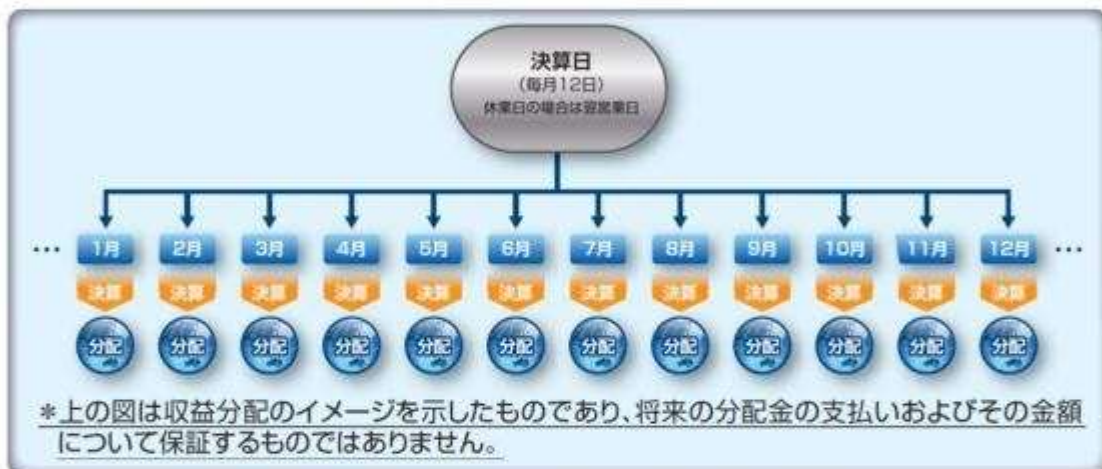 決算日
(毎月12日)
休業日の場合は翌営業日
… 1月 2月 3月 4月 5月 6月 7月 8月 9月 10月 11月 12月 …
決算 決算 決算 決算 決算 決算 決算 決算 決算 決算 決算 決算
分配 分配 分配 分配 分配 分配 分配 分配 分配 分配 分配 分配
*上の図は収益分配のイメージを示したものであり、将来の分配金の支払いおよびその金額
について保証するものではありません。